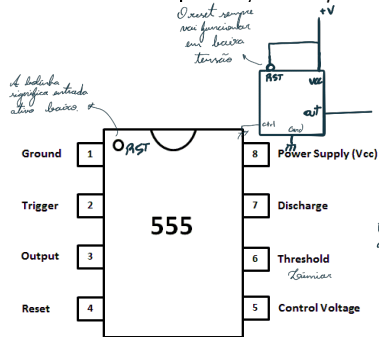 O reset sempre
vai funcionar
em baixa
tensão
+V
RST
Vcc
out
ctrl
Gnd
A bolinha
significa entrada
ativo baixo
RST
Ground 1
8 Power Supply (Vcc)
Trigger 2
555
7 Discharge
Output 3
6 Threshold
Limiar
Reset 4
5 Control Voltage